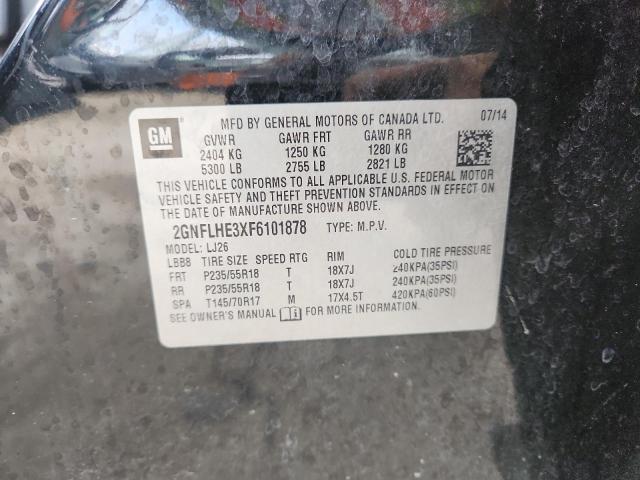 GM
MFD BY GENERAL MOTORS OF CANADA LTD. 07/14
GVWR GAWR FRT GAWR RR
2404 KG 1250 KG 1280 KG
5300 LB 2755 LB 2821 LB
THIS VEHICLE CONFORMS TO ALL APPLICABLE U.S. FEDERAL MOTOR
VEHICLE SAFETY AND THEFT PREVENTION STANDARDS IN EFFECT ON
THE DATE OF MANUFACTURE SHOWN ABOVE.
2GNFLHE3XF6101878 TYPE: M.P.V.
MODEL: LJ26
LBB8 TIRE SIZE SPEED RTG RIM COLD TIRE PRESSURE
FRT P235/55R18 T 18X7J 240KPA(35PSI)
RR P235/55R18 T 18X7J 240KPA(35PSI)
SPA T145/70R17 M 17X4.5T 420KPA(60PSI)
SEE OWNER'S MANUAL FOR MORE INFORMATION